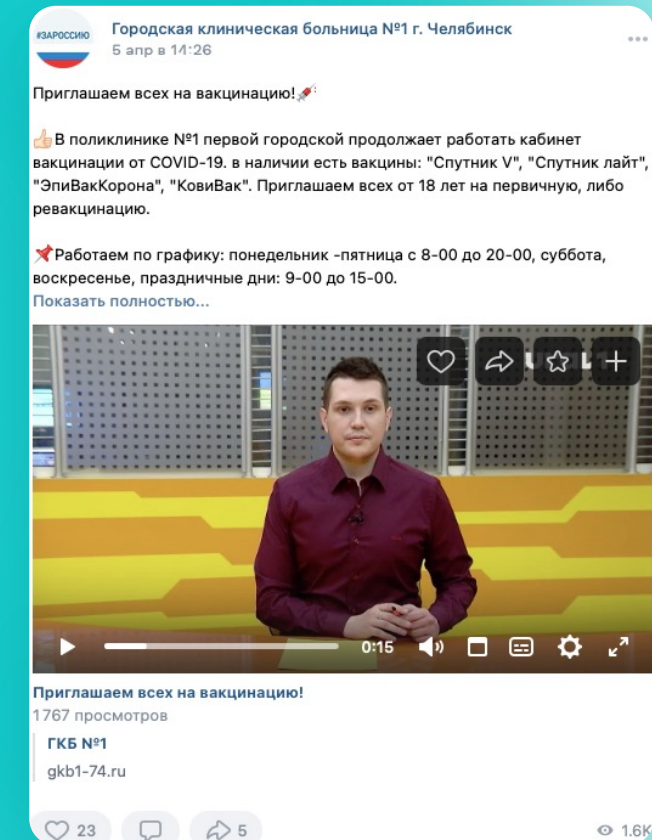 #ЗАРОССИЮ
Городская клиническая больница №1 г. Челябинск
5 апр в 14:26
Приглашаем всех на вакцинацию!
В поликлинике №1 первой городской продолжает работать кабинет
вакцинации от COVID-19. в наличии есть вакцины: "Спутник V", "Спутник лайт",
"ЭпиВакКорона", "КовиВак". Приглашаем всех от 18 лет на первичную, либо
ревакцинацию.
Работаем по графику: понедельник -пятница с 8-00 до 20-00, суббота,
воскресенье, праздничные дни: 9-00 до 15-00.
Показать полностью...
0:15
Приглашаем всех на вакцинацию!
1 767 просмотров
ГКБ №1
gkb1-74.ru
23
5
1.6K